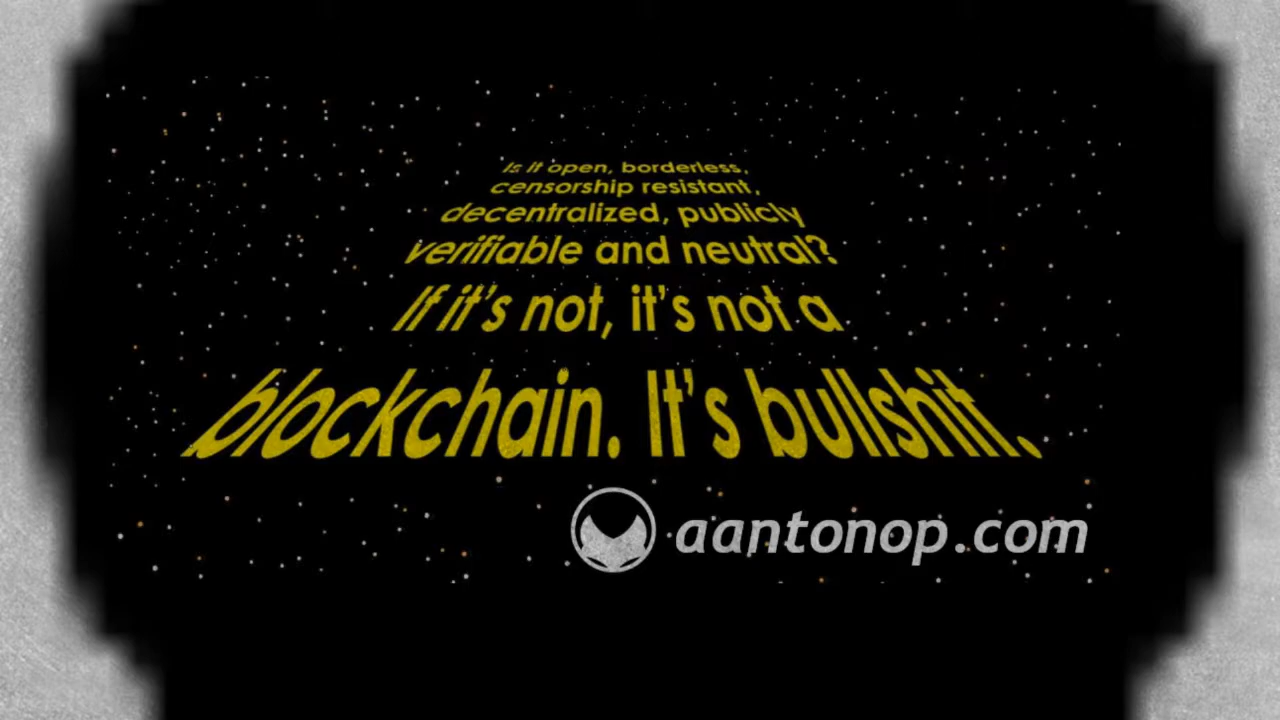 Is it open, borderless,
censorship resistant,
decentralized, publicly
verifiable and neutral?
If it's not, it's not a
blockchain. It's bullshit.
aantonop.com